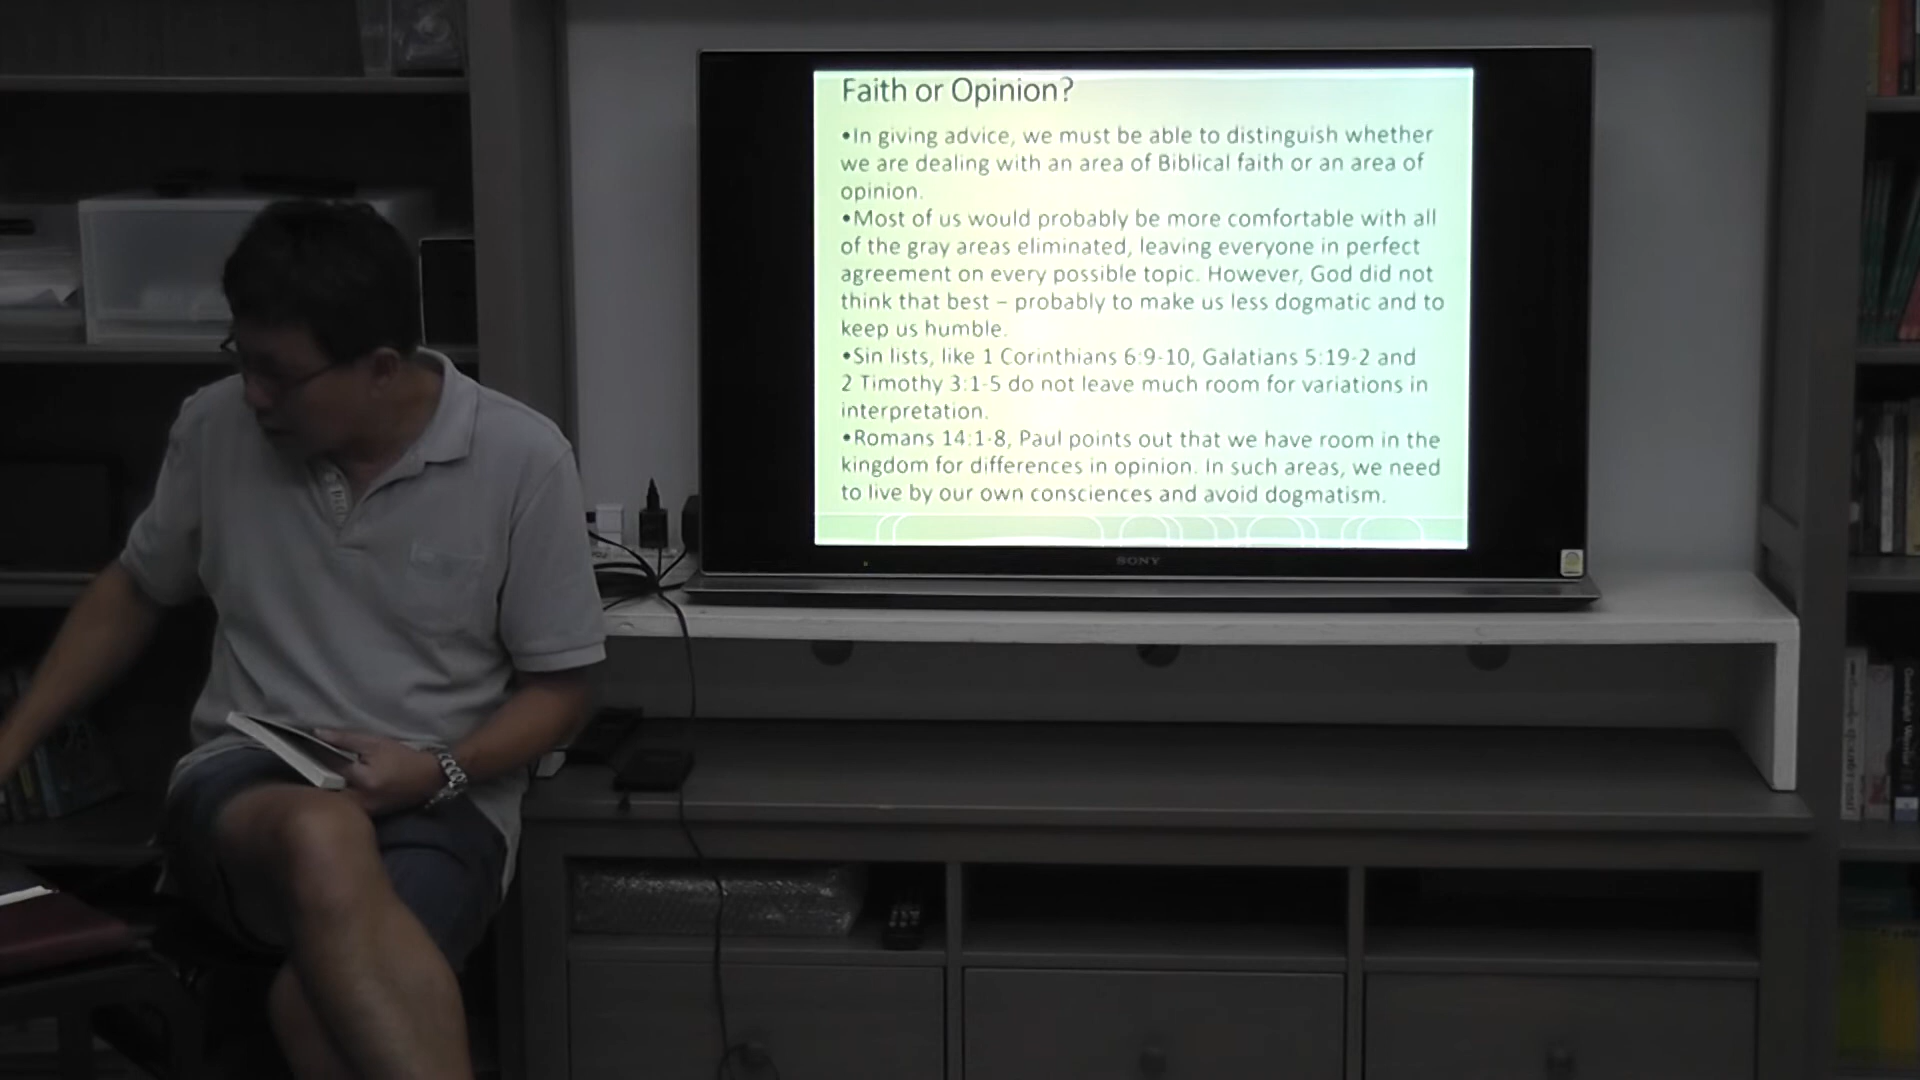 Faith or Opinion?
•In giving advice, we must be able to distinguish whether
we are dealing with an area of Biblical faith or an area of
opinion.
•Most of us would probably be more comfortable with all
of the gray areas eliminated, leaving everyone in perfect
agreement on every possible topic. However, God did not
think that best – probably to make us less dogmatic and to
keep us humble.
•Sin lists, like 1 Corinthians 6:9-10, Galatians 5:19-2 and
2 Timothy 3:1-5 do not leave much room for variations in
interpretation.
•Romans 14:1-8, Paul points out that we have room in the
kingdom for differences in opinion. In such areas, we need
to live by our own consciences and avoid dogmatism.
SONY